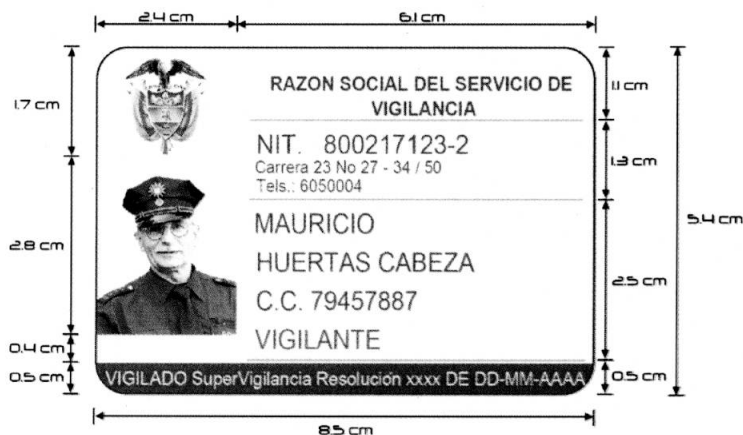 2.4 cm
6.1 cm
1.7 cm
1.1 cm
RAZON SOCIAL DEL SERVICIO DE
VIGILANCIA
NIT. 800217123-2
Carrera 23 No 27 - 34 / 50
Tels.: 6050004
1.3 cm
5.4 cm
2.8 cm
MAURICIO
HUERTAS CABEZA
C.C. 79457887
VIGILANTE
2.5 cm
0.4 cm
0.5 cm
VIGILADO SuperVigilancia Resolución xxxx DE DD-MM-AAAA
0.5 cm
8.5 cm